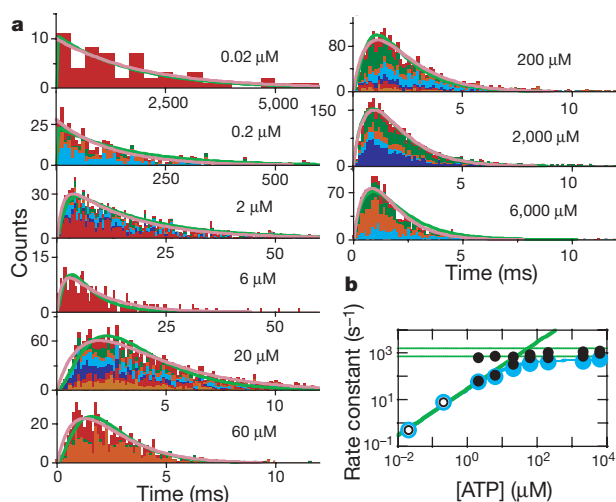 a
10
5
0
0.02 µM
2,500
5,000
25
0
0.2 µM
250
500
30
0
2 µM
25
50
15
0
6 µM
25
50
60
0
20 µM
5
10
20
0
60 µM
5
10
Time (ms)
Counts
80
0
200 µM
5
10
150
0
2,000 µM
5
10
70
0
6,000 µM
5
10
Time (ms)
b
Rate constant (s⁻¹)
10³
10¹
10⁻¹
10⁻²
10⁰
10²
10⁴
[ATP] (µM)